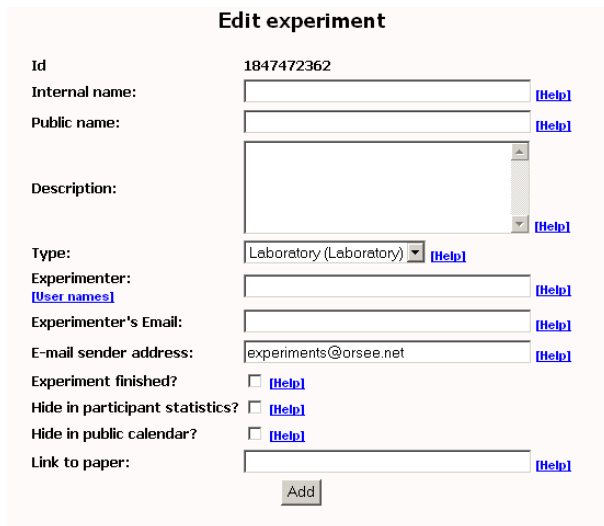 Edit experiment
Id 1847472362
Internal name: [Help]
Public name: [Help]
Description: [Help]
Type: Laboratory (Laboratory) [Help]
Experimenter: [Help]
[User names]
Experimenter's Email: [Help]
E-mail sender address: experiments@orsee.net [Help]
Experiment finished? [Help]
Hide in participant statistics? [Help]
Hide in public calendar? [Help]
Link to paper: [Help]
Add